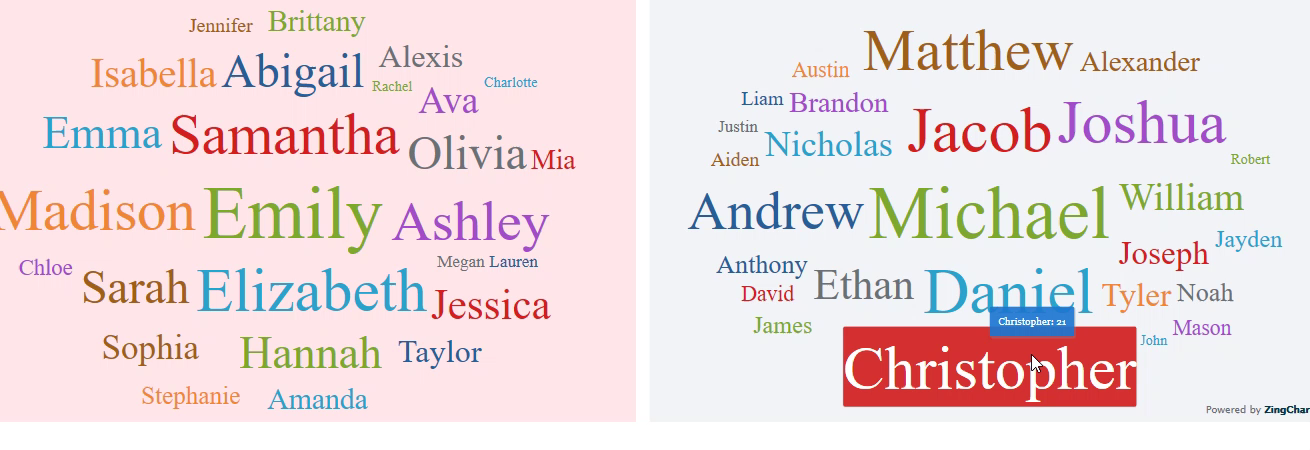 Jennifer Brittany
Isabella Abigail Alexis
Rachel Charlotte
Ava
Emma Samantha Olivia Mia
Madison Emily Ashley
Chloe Megan Lauren
Sarah Elizabeth Jessica
Sophia Hannah Taylor
Stephanie Amanda
Matthew Alexander
Austin
Liam Brandon
Justin Nicholas Jacob Joshua
Aiden Robert
Andrew Michael William
Joseph Jayden
Anthony Ethan Daniel
David Tyler Noah
James Christopher: 21 Mason
John
Christopher
Powered by ZingChar